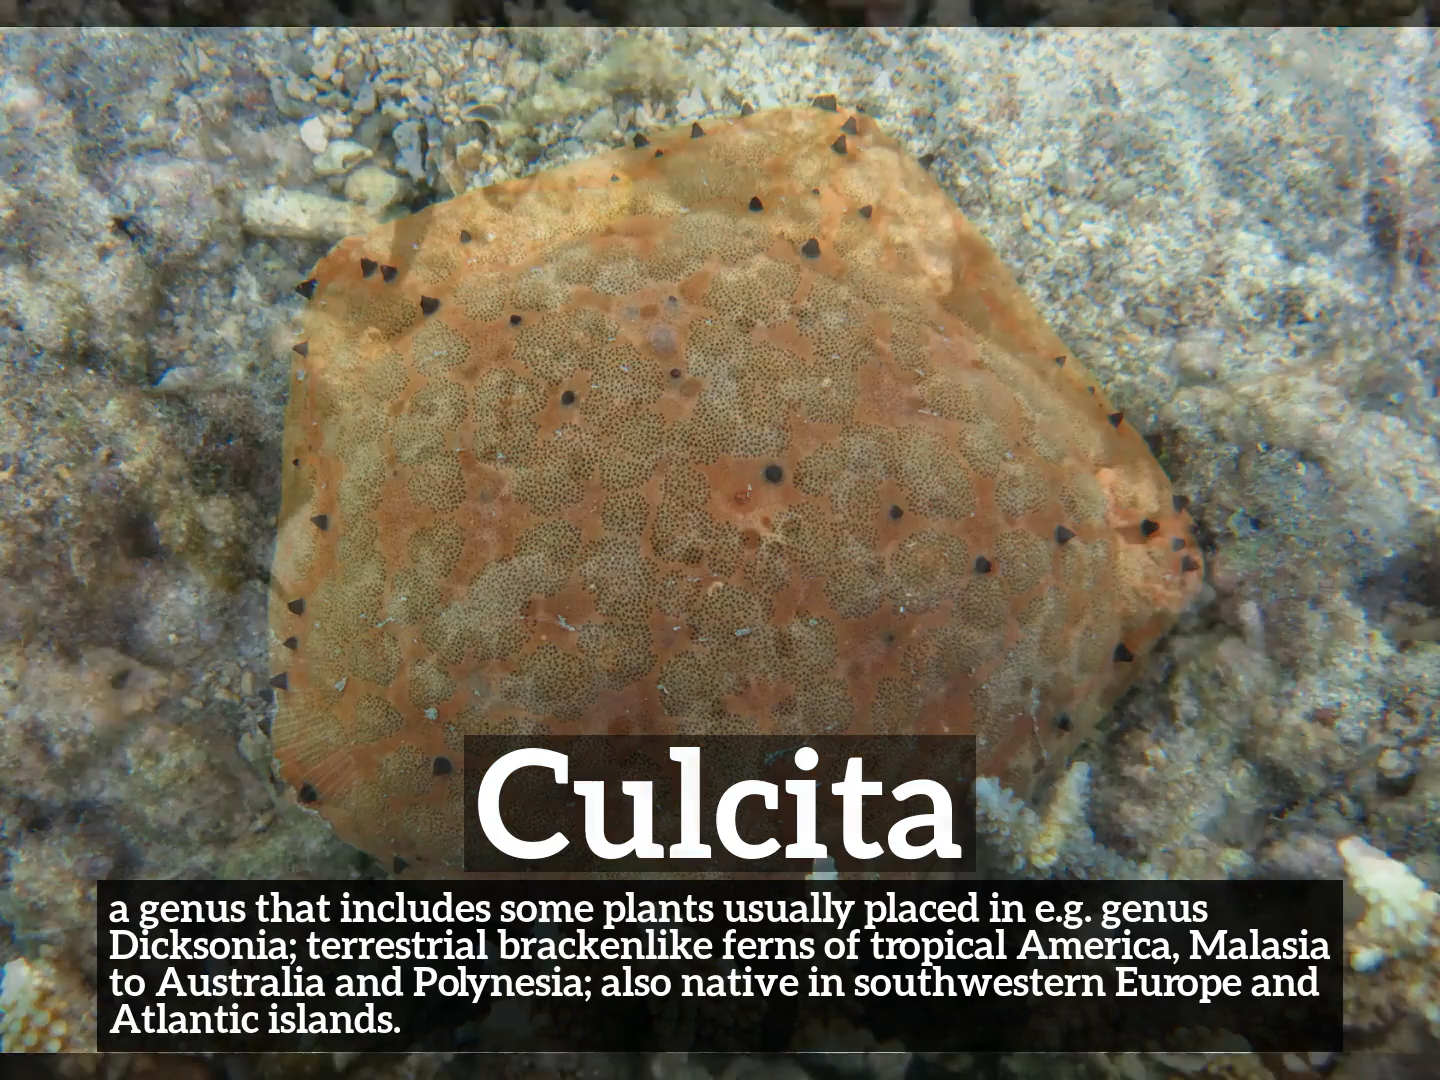 Culcita
a genus that includes some plants usually placed in e.g. genus
Dicksonia; terrestrial brackenlike ferns of tropical America, Malasia
to Australia and Polynesia; also native in southwestern Europe and
Atlantic islands.